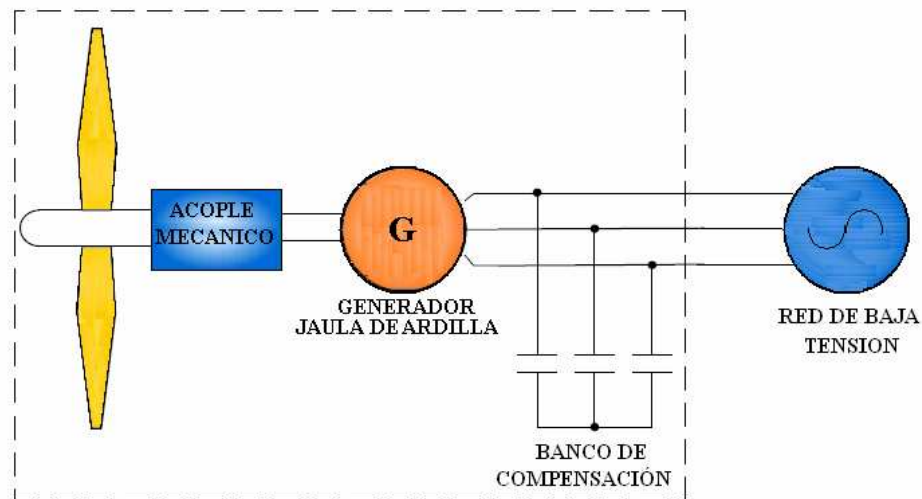 ACOPLE
MECANICO
G
GENERADOR
JAULA DE ARDILLA
RED DE BAJA
TENSION
BANCO DE
COMPENSACIÓN